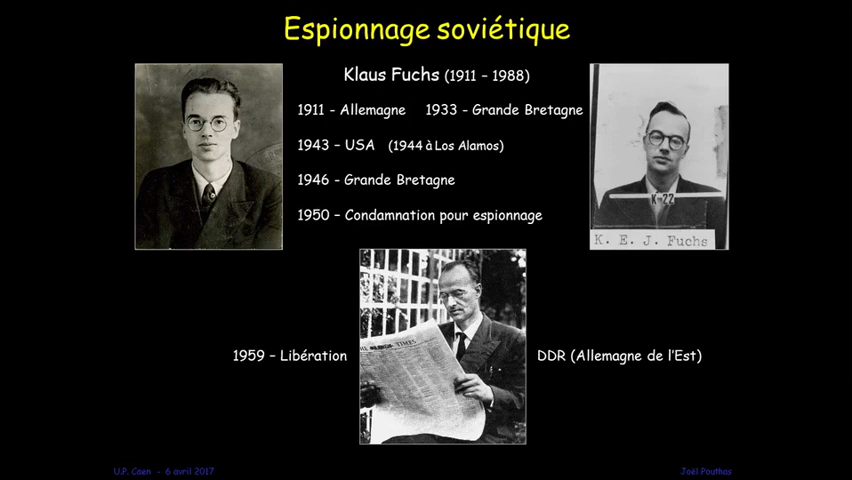 Espionnage soviétique
Klaus Fuchs (1911 – 1988)
1911 - Allemagne 1933 - Grande Bretagne
1943 – USA (1944 à Los Alamos)
1946 - Grande Bretagne
1950 – Condamnation pour espionnage
K-22
K. E. J. Fuchs
TIMES
1959 – Libération
DDR (Allemagne de l'Est)
U.P. Caen - 6 avril 2017
Joël Pouthas